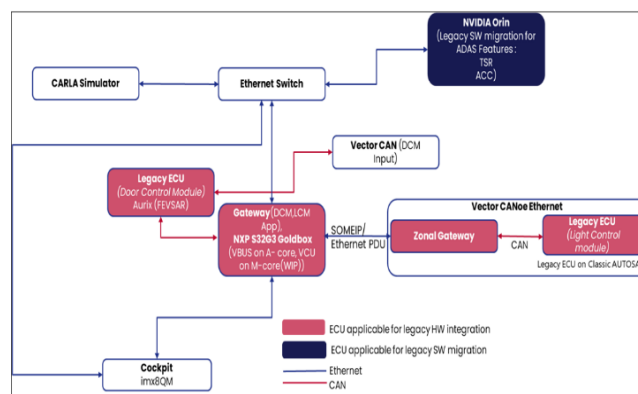 NVIDIA Orin
(Legacy SW migration for
ADAS Features :
TSR
ACC)
CARLA Simulator
Ethernet Switch
Vector CAN (DCM
Input)
Legacy ECU
(Door Control Module)
Aurix (FEVSAR)
Gateway(DCM,LCM
App),
NXP S32G3 Goldbox
(VBUS on A- core, VCU
on M-core(WIP))
SOMEIP/
Ethernet PDU
Vector CANoe Ethernet
Zonal Gateway
CAN
Legacy ECU
(Light Control
module)
Legacy ECU on Classic AUTOSA
Cockpit
imx8QM
ECU applicable for legacy HW integration
ECU applicable for legacy SW migration
Ethernet
CAN